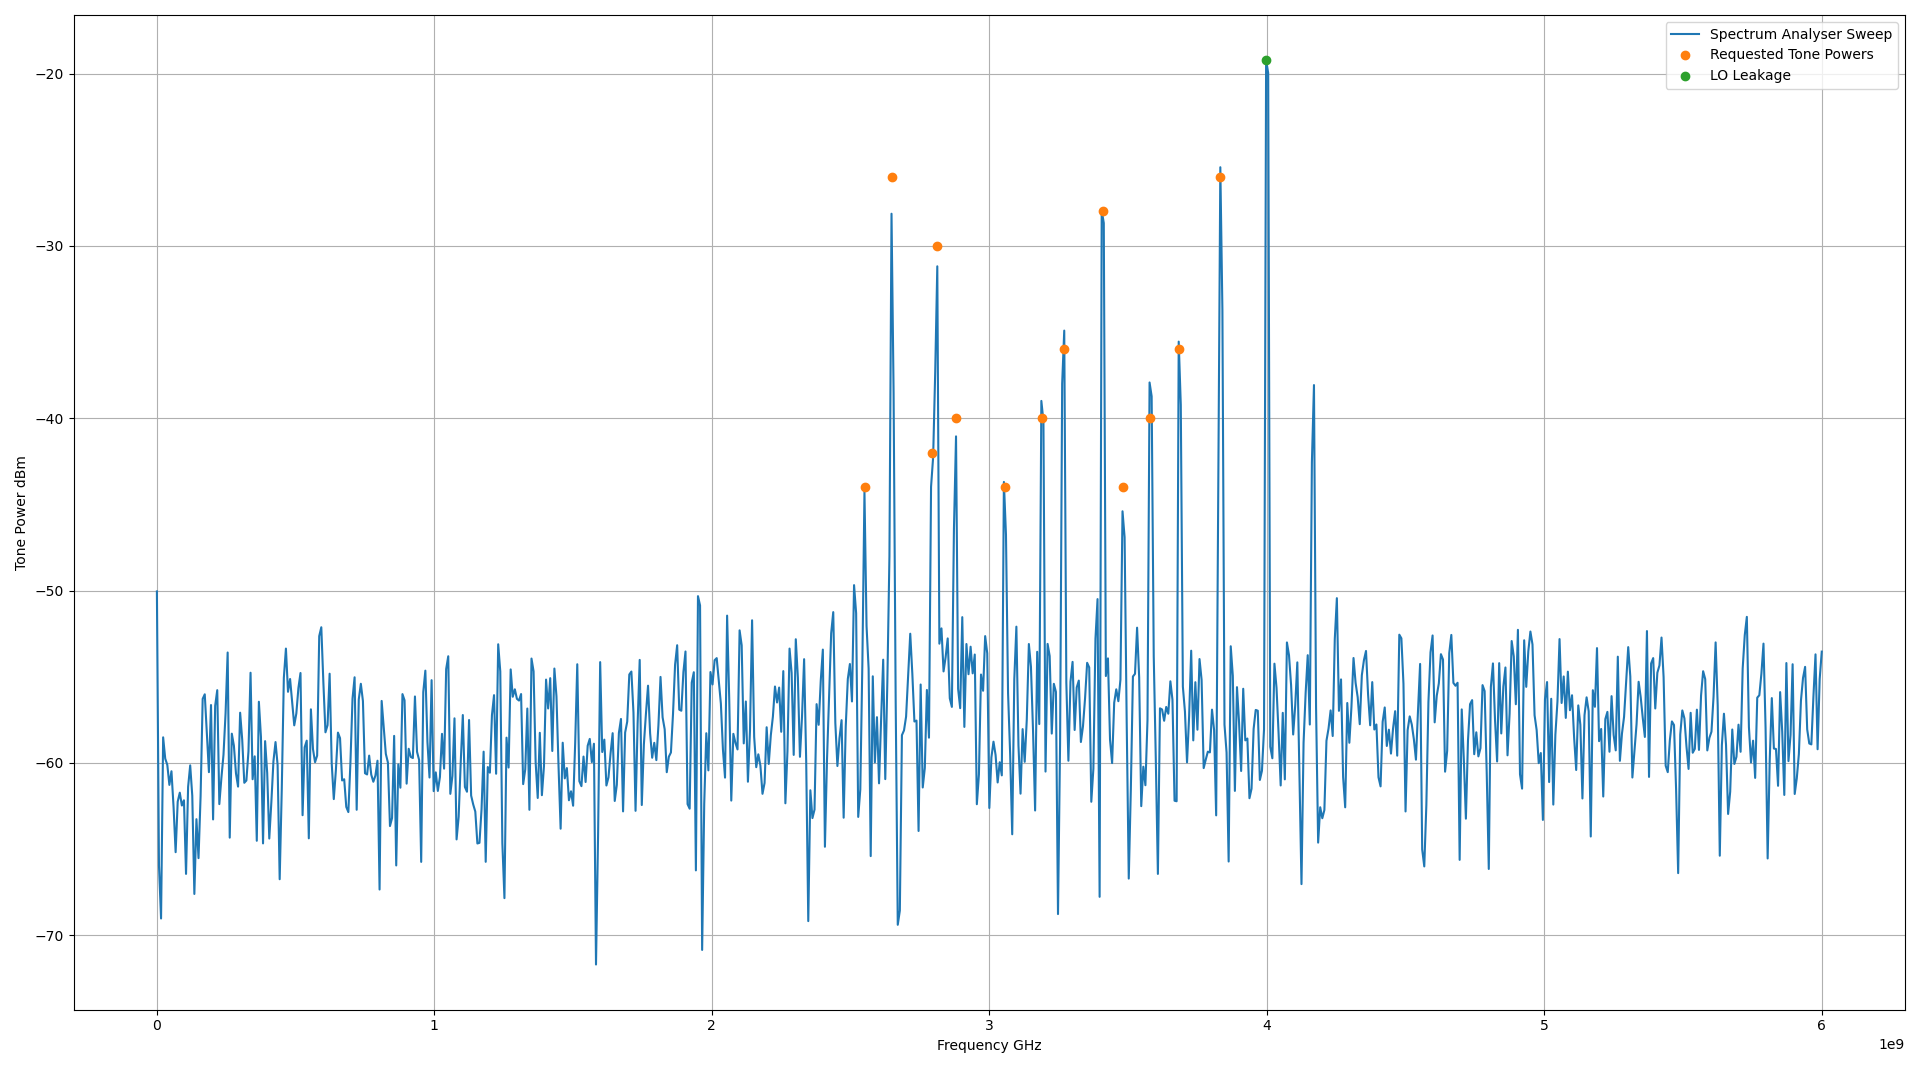 Spectrum Analyser Sweep
Requested Tone Powers
LO Leakage
Tone Power dBm
−20
−30
−40
−50
−60
−70
0 1 2 3 4 5 6
Frequency GHz
1e9